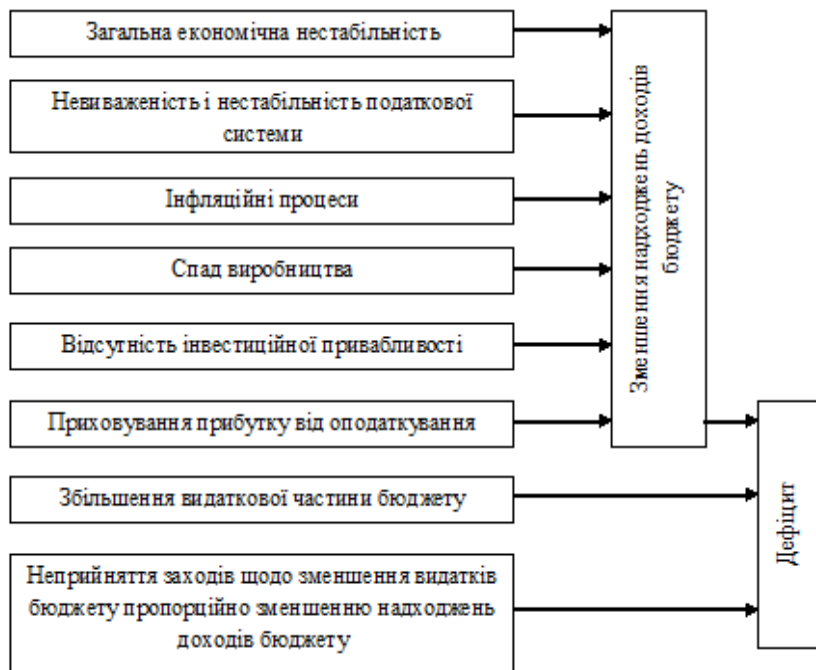 Загальна економічна нестабільність
Невиваженість і нестабільність податкової
системи
Інфляційні процеси
Спад виробництва
Відсутність інвестиційної привабливості
Приховування прибутку від оподаткування
Збільшення видаткової частини бюджету
Неприйняття заходів щодо зменшення видатків
бюджету пропорційно зменшенню надходжень
доходів бюджету
Зменшення надходжень доходів
бюджету
Дефіцит